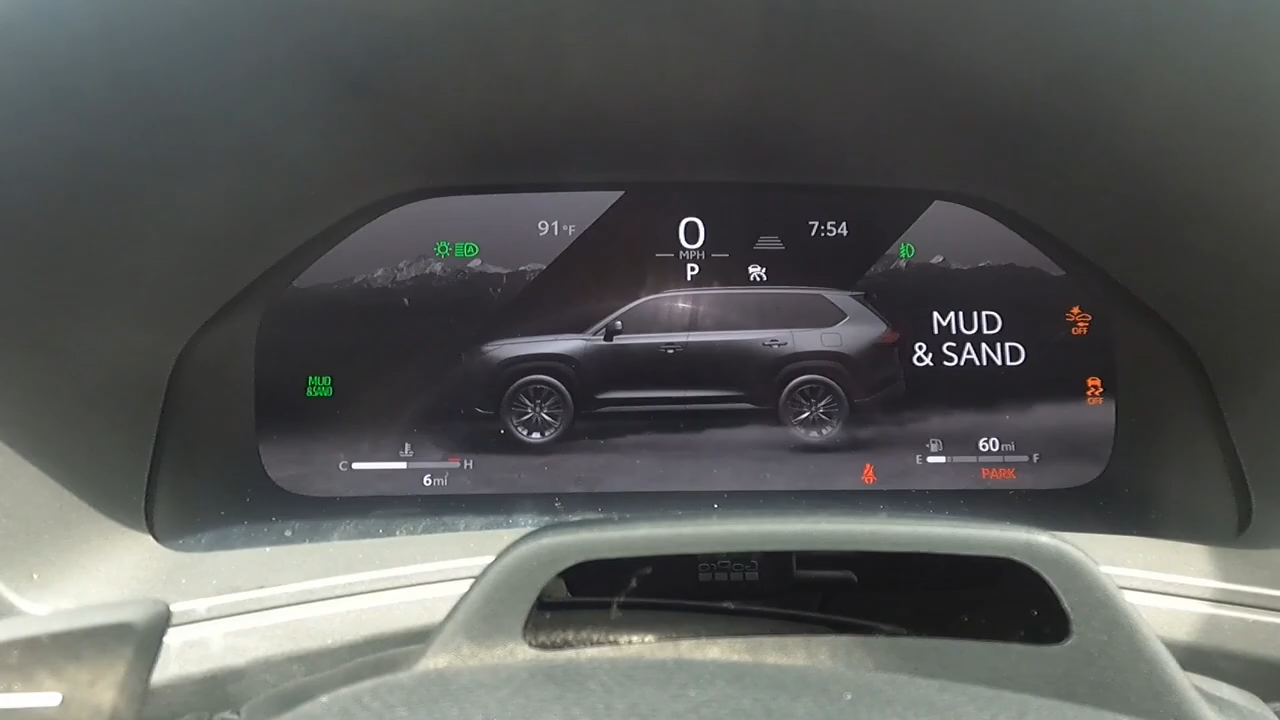 91°F
0
MPH
P
7:54
A
MUD
& SAND
OFF
MUD
&SAND
OFF
C H
6mi
60mi
E F
PARK